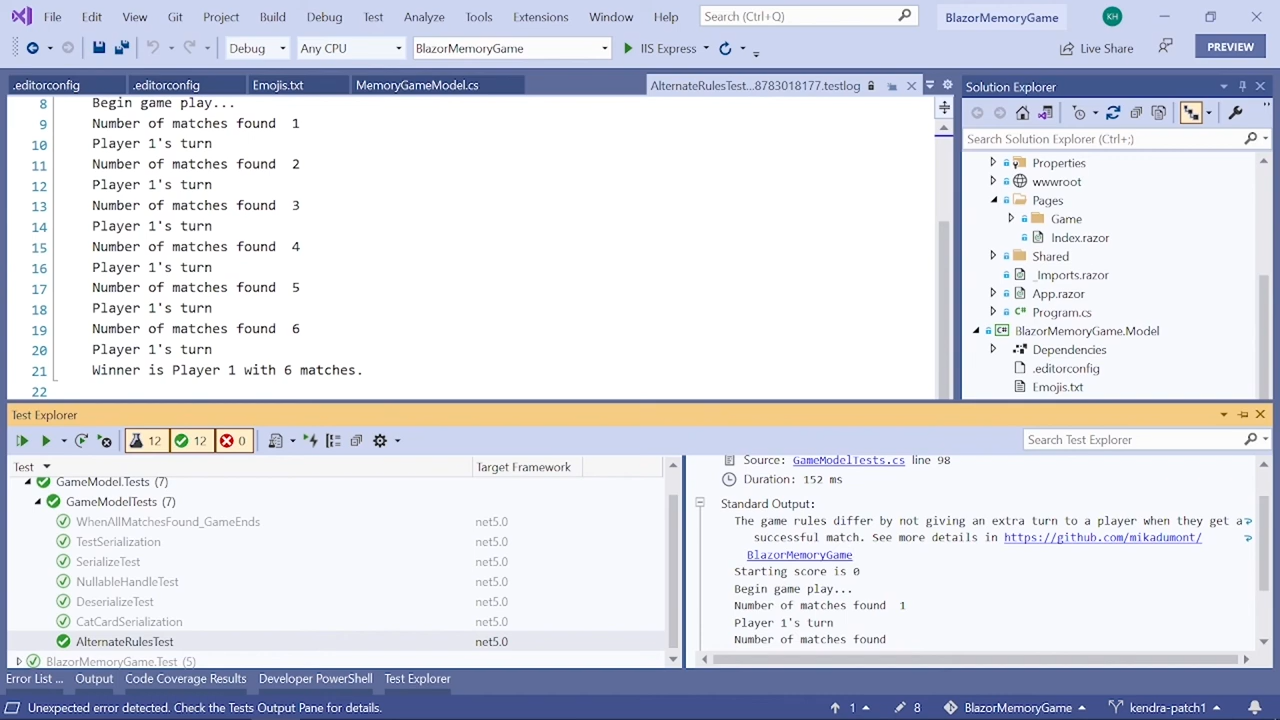 File Edit View Git Project Build Debug Test Analyze Tools Extensions Window Help Search (Ctrl+Q) BlazorMemoryGame KH
Debug Any CPU BlazorMemoryGame IIS Express Live Share PREVIEW
.editorconfig .editorconfig Emojis.txt MemoryGameModel.cs AlternateRulesTest...8783018177.testlog
8 Begin game play...
9 Number of matches found 1
10 Player 1's turn
11 Number of matches found 2
12 Player 1's turn
13 Number of matches found 3
14 Player 1's turn
15 Number of matches found 4
16 Player 1's turn
17 Number of matches found 5
18 Player 1's turn
19 Number of matches found 6
20 Player 1's turn
21 Winner is Player 1 with 6 matches.
22
Solution Explorer
Search Solution Explorer (Ctrl+;)
Properties
wwwroot
Pages
Game
Index.razor
Shared
_Imports.razor
App.razor
Program.cs
BlazorMemoryGame.Model
Dependencies
.editorconfig
Emojis.txt
Test Explorer
12 12 0 Search Test Explorer
Test Target Framework
GameModel.Tests (7)
GameModelTests (7)
WhenAllMatchesFound_GameEnds net5.0
TestSerialization net5.0
SerializeTest net5.0
NullableHandleTest net5.0
DeserializeTest net5.0
CatCardSerialization net5.0
AlternateRulesTest net5.0
BlazorMemoryGame.Test (5)
Source: GameModelTests.cs line 98
Duration: 152 ms
Standard Output:
The game rules differ by not giving an extra turn to a player when they get a
successful match. See more details in https://github.com/mikadumont/
BlazorMemoryGame
Starting score is 0
Begin game play...
Number of matches found 1
Player 1's turn
Number of matches found
Error List ... Output Code Coverage Results Developer PowerShell Test Explorer
Unexpected error detected. Check the Tests Output Pane for details. 1 8 BlazorMemoryGame kendra-patch1